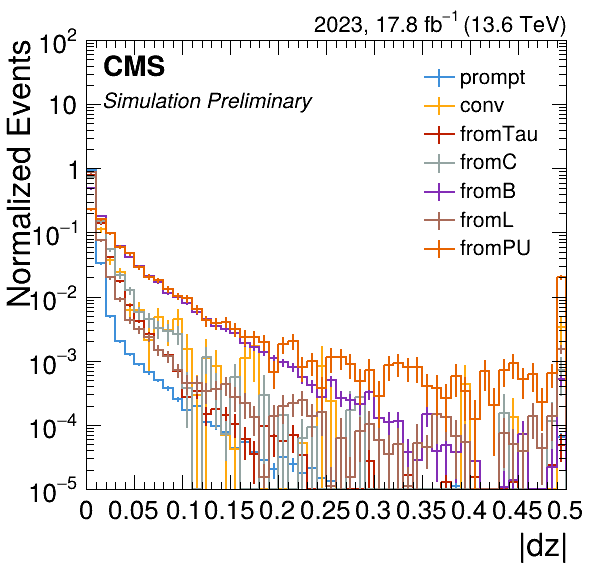 2023, 17.8 fb⁻¹ (13.6 TeV)
CMS
Simulation Preliminary
prompt
conv
fromTau
fromC
fromB
fromL
fromPU
Normalized Events
10²
10
1
10⁻¹
10⁻²
10⁻³
10⁻⁴
10⁻⁵
0 0.05 0.10 0.15 0.2 0.25 0.3 0.35 0.4 0.45 0.5
|dz|